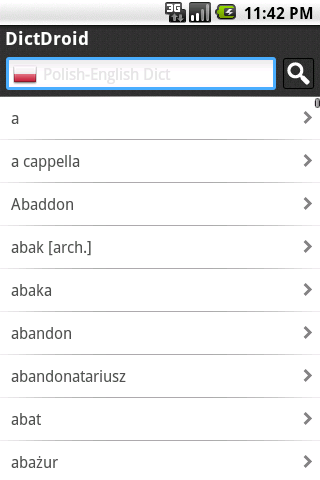 3G 11:42 PM
DictDroid
Polish-English Dict
a
a cappella
Abaddon
abak [arch.]
abaka
abandon
abandonatariusz
abat
abażur